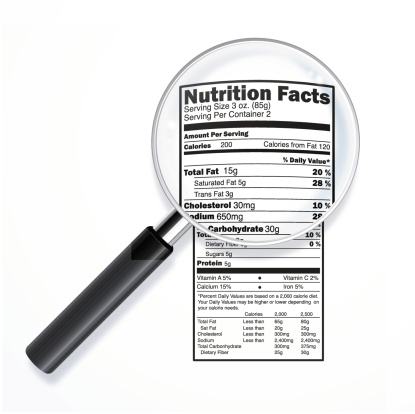 Nutrition Facts
Serving Size 3 oz. (85g)
Serving Per Container 2
Amount Per Serving
Calories 200 Calories from Fat 120
% Daily Value*
Total Fat 15g 20 %
Saturated Fat 5g 28 %
Trans Fat 3g
Cholesterol 30mg 10 %
odium 650mg 28
Carbohydrate 30g
10 %
Dietary Fiber 0 %
Sugars 5g
Protein 5g
Vitamin A 5% • Vitamin C 2%
Calcium 15% • Iron 5%
*Percent Daily Values are based on a 2,000 calorie diet.
Your Daily Values may be higher or lower depending on
your calorie needs.
Calories 2,000 2,500
Total Fat Less than 65g 80g
Sat Fat Less than 20g 25g
Cholesterol Less than 300mg 300mg
Sodium Less than 2,400mg 2,400mg
Total Carbohydrate 300mg 375mg
Dietary Fiber 25g 30g